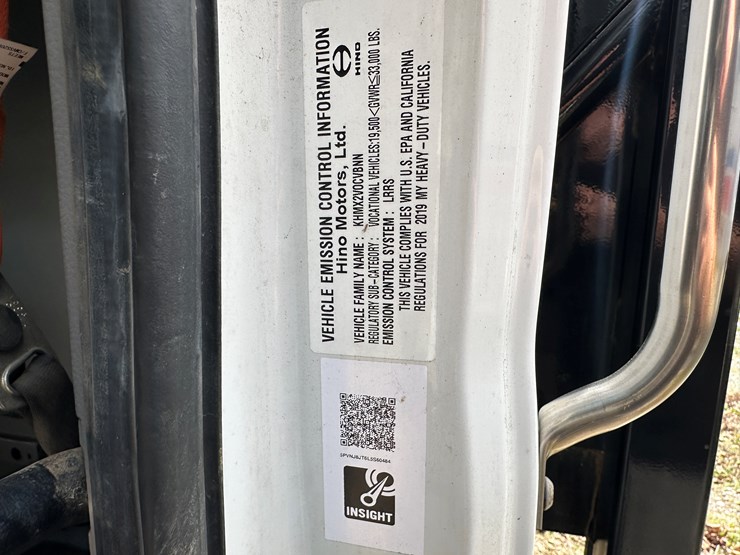 VEHICLE EMISSION CONTROL INFORMATION
Hino Motors, Ltd.
HINO
VEHICLE FAMILY NAME: KHMX2VOCVBNN
REGULATORY SUB-CATEGORY: VOCATIONAL VEHICLES:19,500<GVWR≦33,000 LBS.
EMISSION CONTROL SYSTEM: LRRS
THIS VEHICLE COMPLIES WITH U.S. EPA AND CALIFORNIA
REGULATIONS FOR 2019 MY HEAVY-DUTY VEHICLES.
INSIGHT